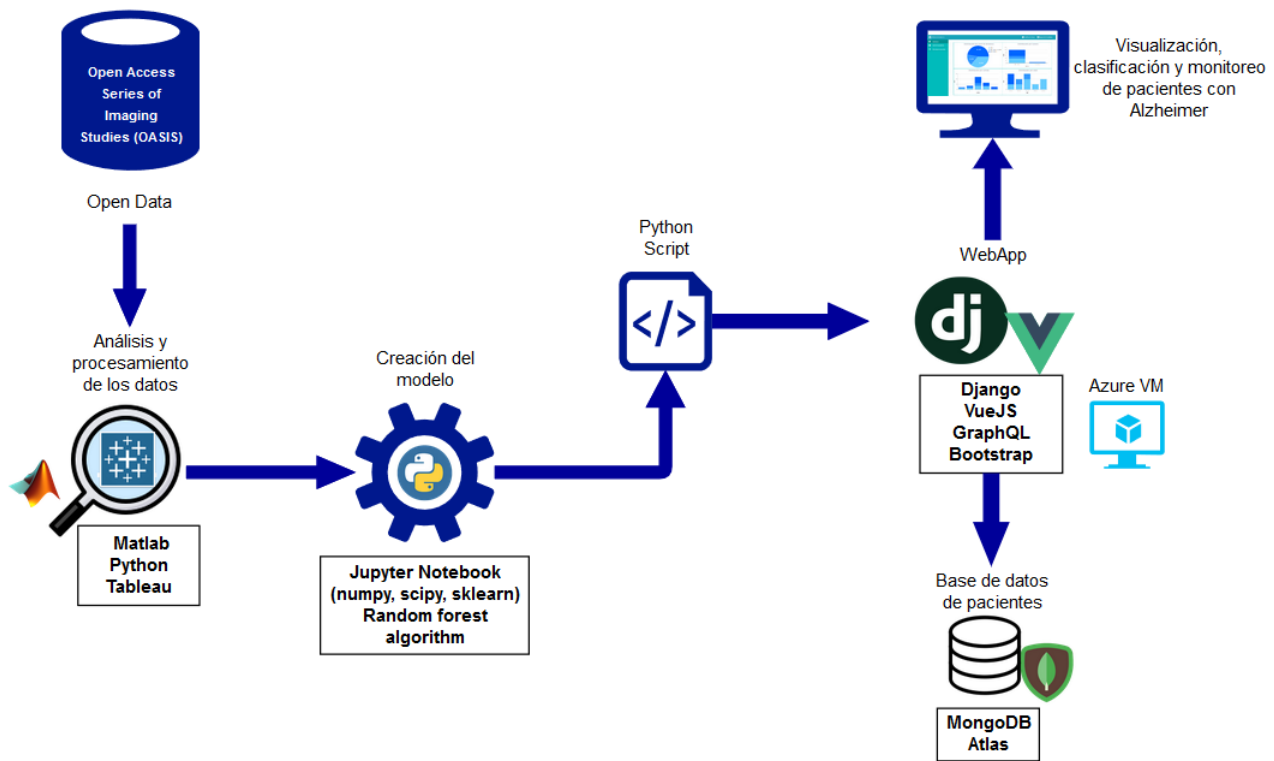 Open Access
Series of
Imaging
Studies (OASIS)
Open Data
Análisis y
procesamiento
de los datos
Matlab
Python
Tableau
Creación del
modelo
Jupyter Notebook
(numpy, scipy, sklearn)
Random forest
algorithm
Python
Script
</>
Visualización,
clasificación y monitoreo
de pacientes con
Alzheimer
WebApp
dj
Django
VueJS
GraphQL
Bootstrap
Azure VM
Base de datos
de pacientes
MongoDB
Atlas